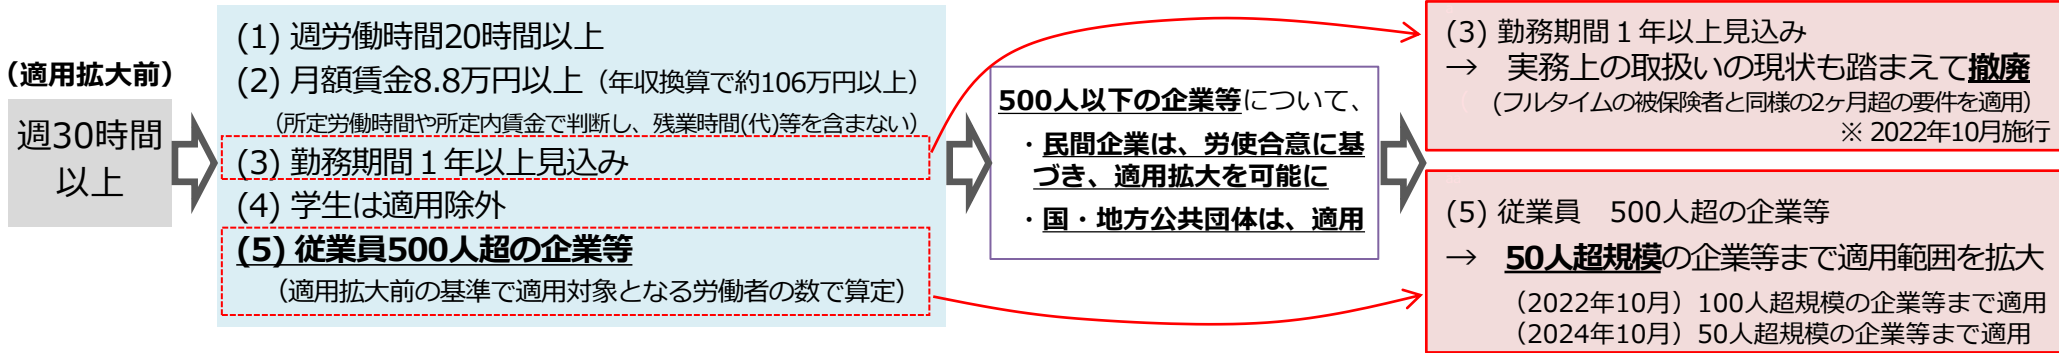 （適用拡大前）
週30時間
以上
(1) 週労働時間20時間以上
(2) 月額賃金8.8万円以上（年収換算で約106万円以上）
（所定労働時間や所定内賃金で判断し、残業時間(代)等を含まない）
(3) 勤務期間１年以上見込み
(4) 学生は適用除外
(5) 従業員500人超の企業等
（適用拡大前の基準で適用対象となる労働者の数で算定）
500人以下の企業等について、
・民間企業は、労使合意に基
づき、適用拡大を可能に
・国・地方公共団体は、適用
(3) 勤務期間１年以上見込み
→　実務上の取扱いの現状も踏まえて撤廃
（フルタイムの被保険者と同様の2ヶ月超の要件を適用）
※ 2022年10月施行
(5) 従業員　500人超の企業等
→　50人超規模の企業等まで適用範囲を拡大
（2022年10月）100人超規模の企業等まで適用
（2024年10月）50人超規模の企業等まで適用